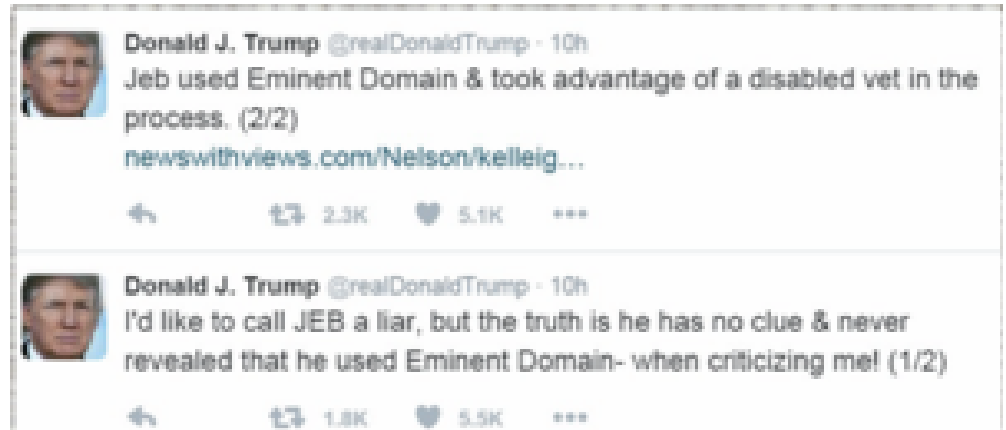 Donald J. Trump @realDonaldTrump · 10h
Jeb used Eminent Domain & took advantage of a disabled vet in the
process. (2/2)
newswithviews.com/Nelson/kelleig...
2.3K 5.1K
Donald J. Trump @realDonaldTrump · 10h
I'd like to call JEB a liar, but the truth is he has no clue & never
revealed that he used Eminent Domain- when criticizing me! (1/2)
1.8K 5.5K